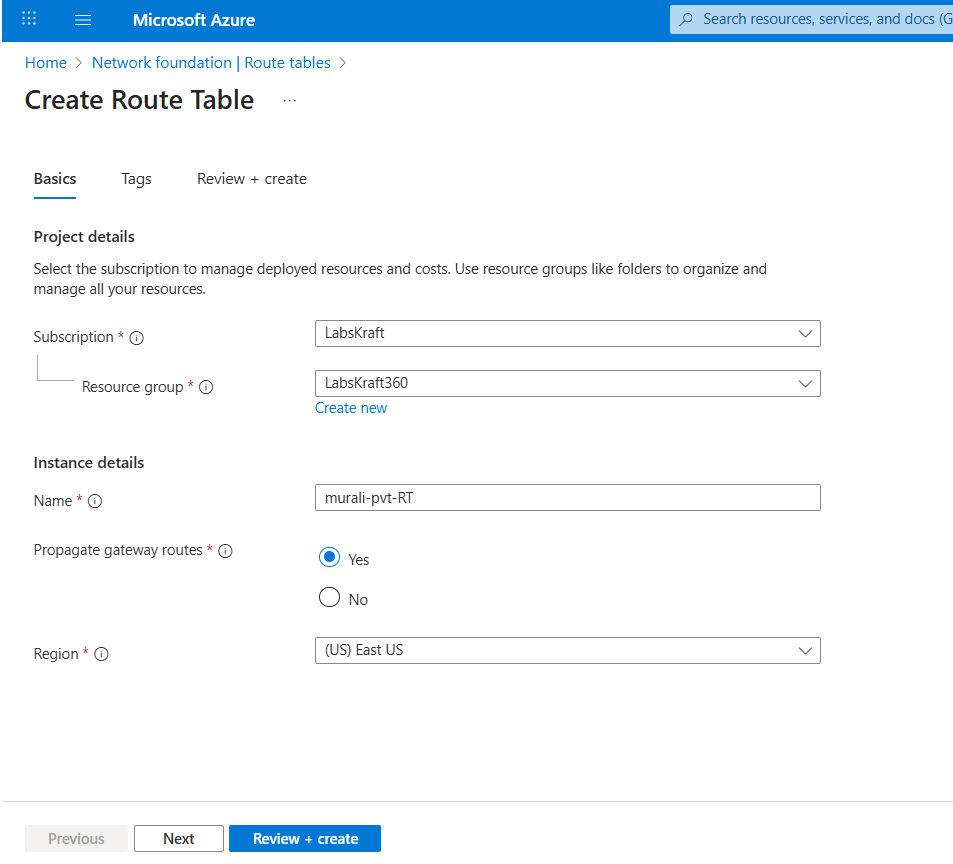 Microsoft Azure
Search resources, services, and docs (G
Home > Network foundation | Route tables >
Create Route Table ...
Basics Tags Review + create
Project details
Select the subscription to manage deployed resources and costs. Use resource groups like folders to organize and
manage all your resources.
Subscription * LabsKraft
Resource group * LabsKraft360
Create new
Instance details
Name * murali-pvt-RT
Propagate gateway routes * Yes
No
Region * (US) East US
Previous Next Review + create